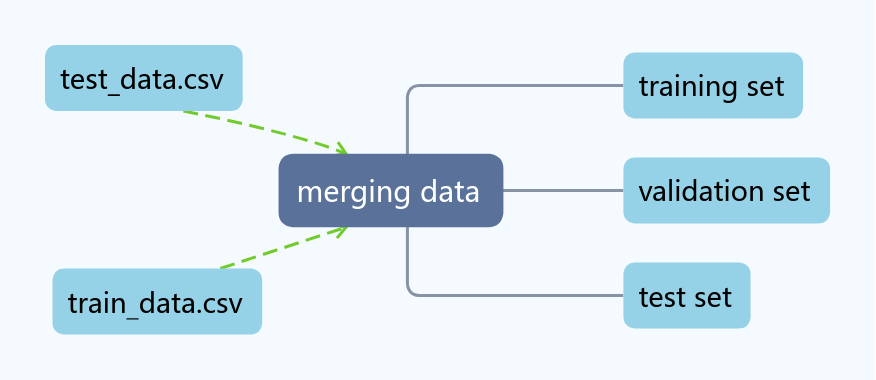 test_data.csv
train_data.csv
merging data
training set
validation set
test set